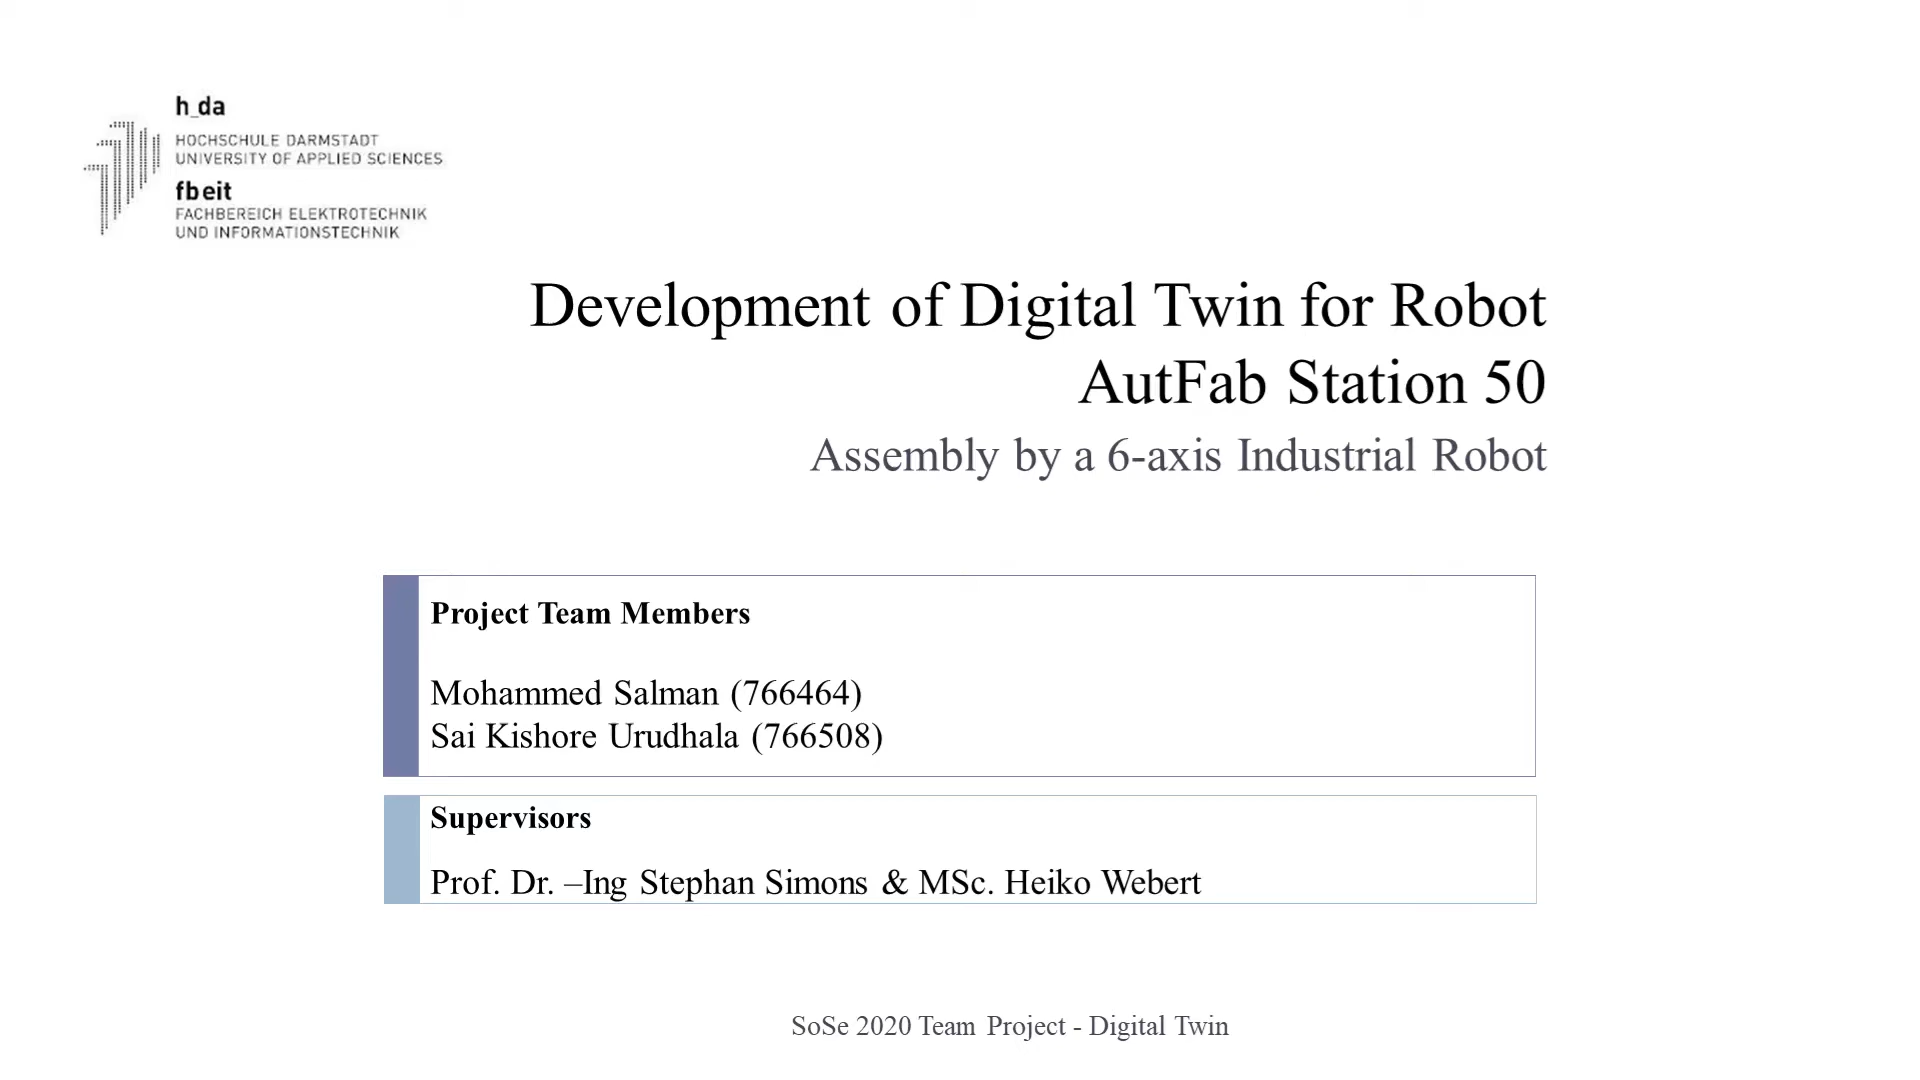 h_da
HOCHSCHULE DARMSTADT
UNIVERSITY OF APPLIED SCIENCES
fbeit
FACHBEREICH ELEKTROTECHNIK
UND INFORMATIONSTECHNIK
Development of Digital Twin for Robot
AutFab Station 50
Assembly by a 6-axis Industrial Robot
Project Team Members
Mohammed Salman (766464)
Sai Kishore Urudhala (766508)
Supervisors
Prof. Dr. –Ing Stephan Simons & MSc. Heiko Webert
SoSe 2020 Team Project - Digital Twin